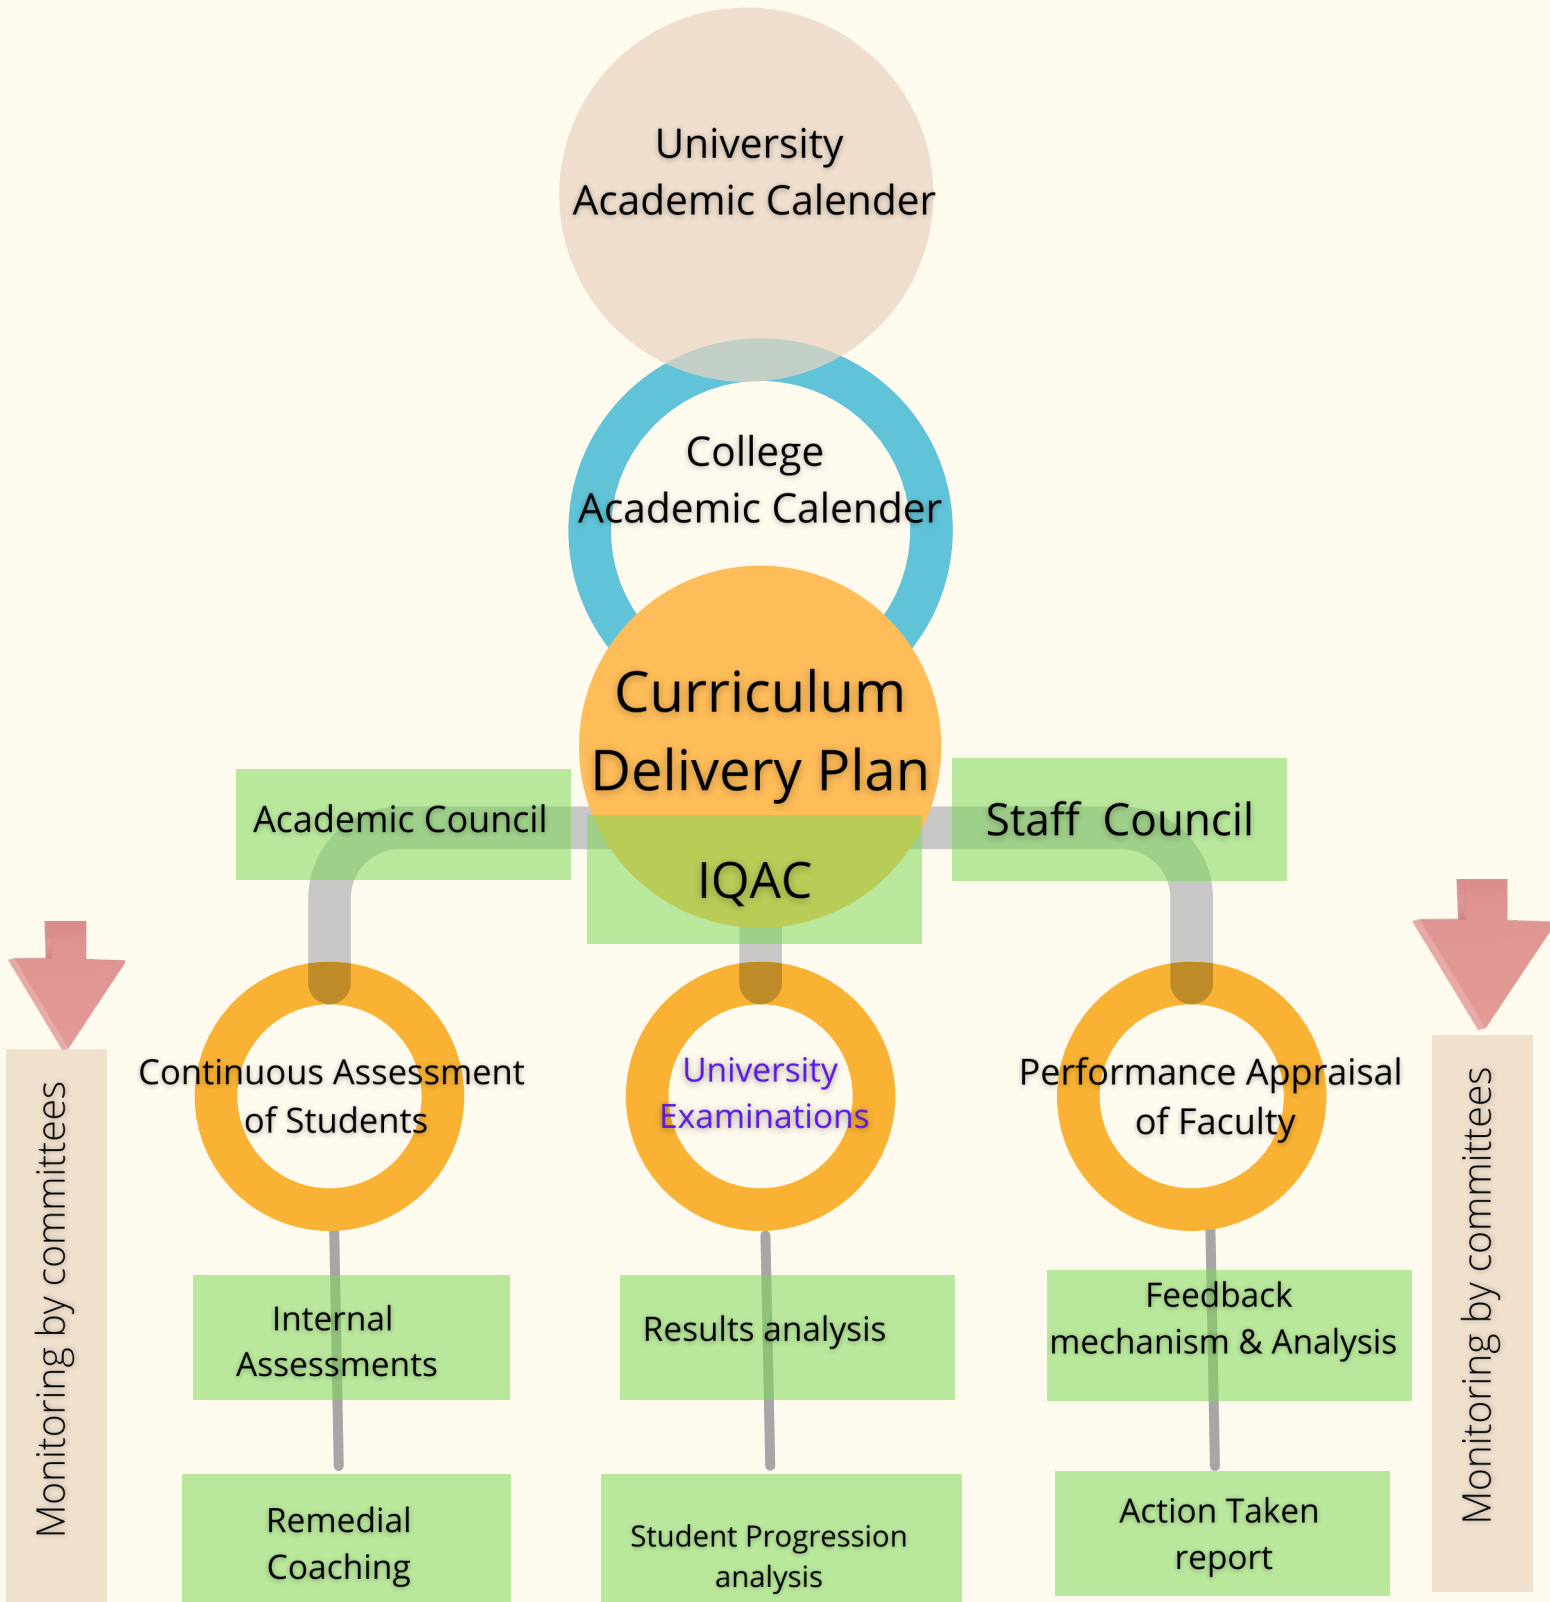 University
Academic Calender
College
Academic Calender
Curriculum
Delivery Plan
Academic Council
IQAC
Staff Council
Continuous Assessment
of Students
University
Examinations
Performance Appraisal
of Faculty
Internal
Assessments
Results analysis
Feedback
mechanism & Analysis
Remedial
Coaching
Student Progression
analysis
Action Taken
report
Monitoring by committees
Monitoring by committees